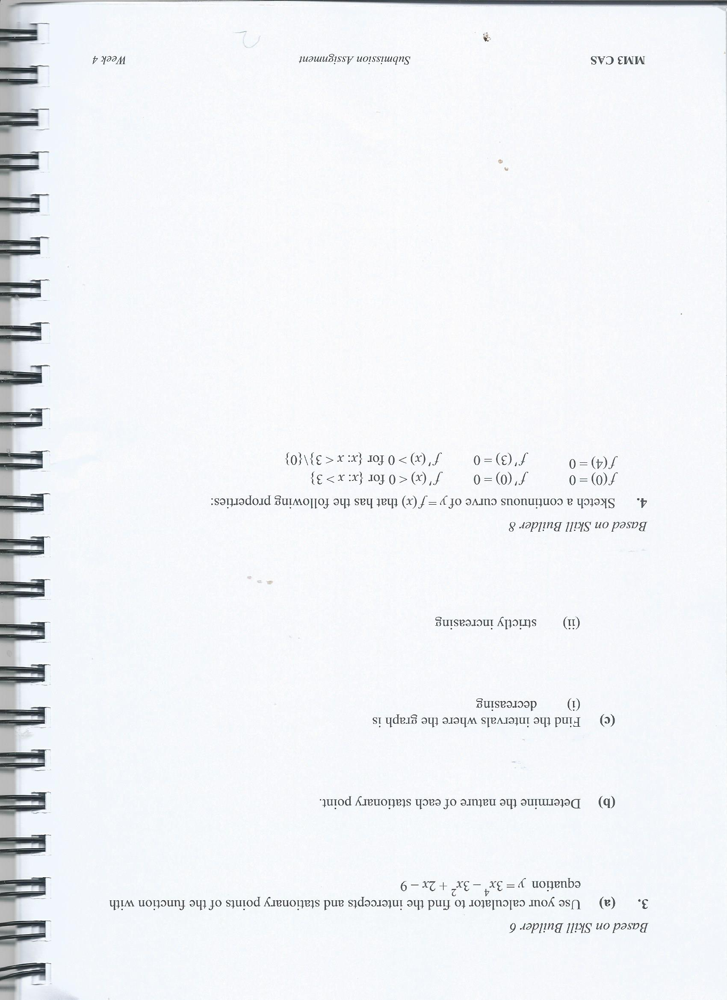 Based on Skill Builder 6
3. (a) Use your calculator to find the intercepts and stationary points of the function with
equation y = 3x⁴ − 3x² + 2x − 9
(b) Determine the nature of each stationary point.
(c) Find the intervals where the graph is
(i) decreasing
(ii) strictly increasing
Based on Skill Builder 8
4. Sketch a continuous curve of y = f (x) that has the following properties:
f (0) = 0 f ′ (0) = 0 f ′ (x) < 0 for {x: x > 3}
f (4) = 0 f ′ (3) = 0 f ′ (x) > 0 for {x: x < 3}\{0}
MM3 CAS Submission Assignment Week 4
2